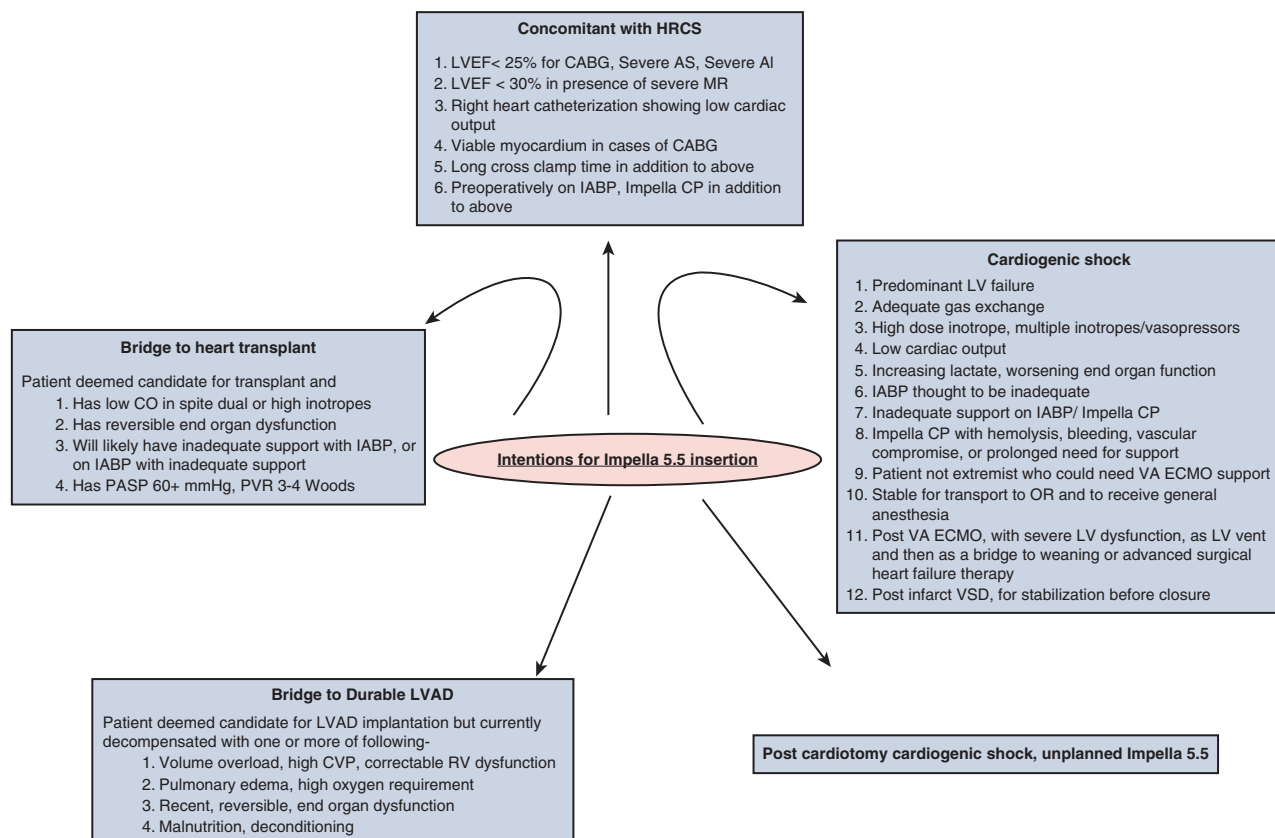 Concomitant with HRCS
1. LVEF< 25% for CABG, Severe AS, Severe AI
2. LVEF < 30% in presence of severe MR
3. Right heart catheterization showing low cardiac
output
4. Viable myocardium in cases of CABG
5. Long cross clamp time in addition to above
6. Preoperatively on IABP, Impella CP in addition
to above
Cardiogenic shock
1. Predominant LV failure
2. Adequate gas exchange
3. High dose inotrope, multiple inotropes/vasopressors
4. Low cardiac output
5. Increasing lactate, worsening end organ function
6. IABP thought to be inadequate
7. Inadequate support on IABP/ Impella CP
8. Impella CP with hemolysis, bleeding, vascular
compromise, or prolonged need for support
9. Patient not extremist who could need VA ECMO support
10. Stable for transport to OR and to receive general
anesthesia
11. Post VA ECMO, with severe LV dysfunction, as LV vent
and then as a bridge to weaning or advanced surgical
heart failure therapy
12. Post infarct VSD, for stabilization before closure
Bridge to heart transplant
Patient deemed candidate for transplant and
1. Has low CO in spite dual or high inotropes
2. Has reversible end organ dysfunction
3. Will likely have inadequate support with IABP, or
on IABP with inadequate support
4. Has PASP 60+ mmHg, PVR 3-4 Woods
Intentions for Impella 5.5 insertion
Bridge to Durable LVAD
Patient deemed candidate for LVAD implantation but currently
decompensated with one or more of following-
1. Volume overload, high CVP, correctable RV dysfunction
2. Pulmonary edema, high oxygen requirement
3. Recent, reversible, end organ dysfunction
4. Malnutrition, deconditioning
Post cardiotomy cardiogenic shock, unplanned Impella 5.5